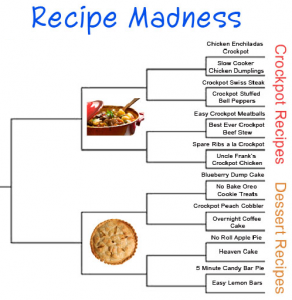 Recipe Madness
Chicken Enchiladas
Crockpot
Slow Cooker
Chicken Dumplings
Crockpot Swiss Steak
Crockpot Stuffed
Bell Peppers
Easy Crockpot Meatballs
Best Ever Crockpot
Beef Stew
Spare Ribs a la Crockpot
Uncle Frank's
Crockpot Chicken
Blueberry Dump Cake
No Bake Oreo
Cookie Treats
Crockpot Peach Cobbler
Overnight Coffee
Cake
No Roll Apple Pie
Heaven Cake
5 Minute Candy Bar Pie
Easy Lemon Bars
Crockpot Recipes
Dessert Recipes